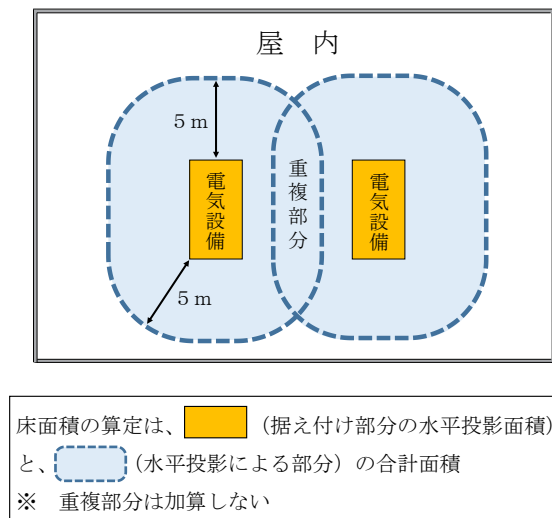 屋 内
５ｍ
重複部分
電気設備
電気設備
５ｍ
床面積の算定は、（据え付け部分の水平投影面積）
と、（水平投影による部分）の合計面積
※　重複部分は加算しない